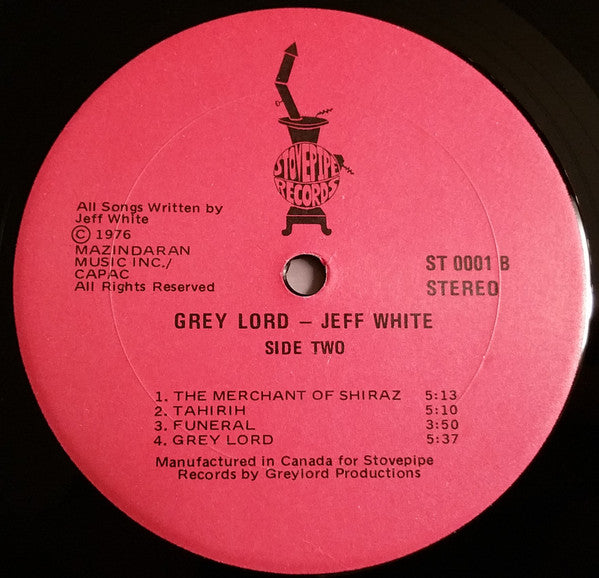 STOVEPIPE
RECORDS
All Songs Written by
Jeff White
© 1976
MAZINDARAN
MUSIC INC./
CAPAC
All Rights Reserved
ST 0001 B
STEREO
GREY LORD – JEFF WHITE
SIDE TWO
1. THE MERCHANT OF SHIRAZ 5:13
2. TAHIRIH 5:10
3. FUNERAL 3:50
4. GREY LORD 5:37
Manufactured in Canada for Stovepipe
Records by Greylord Productions